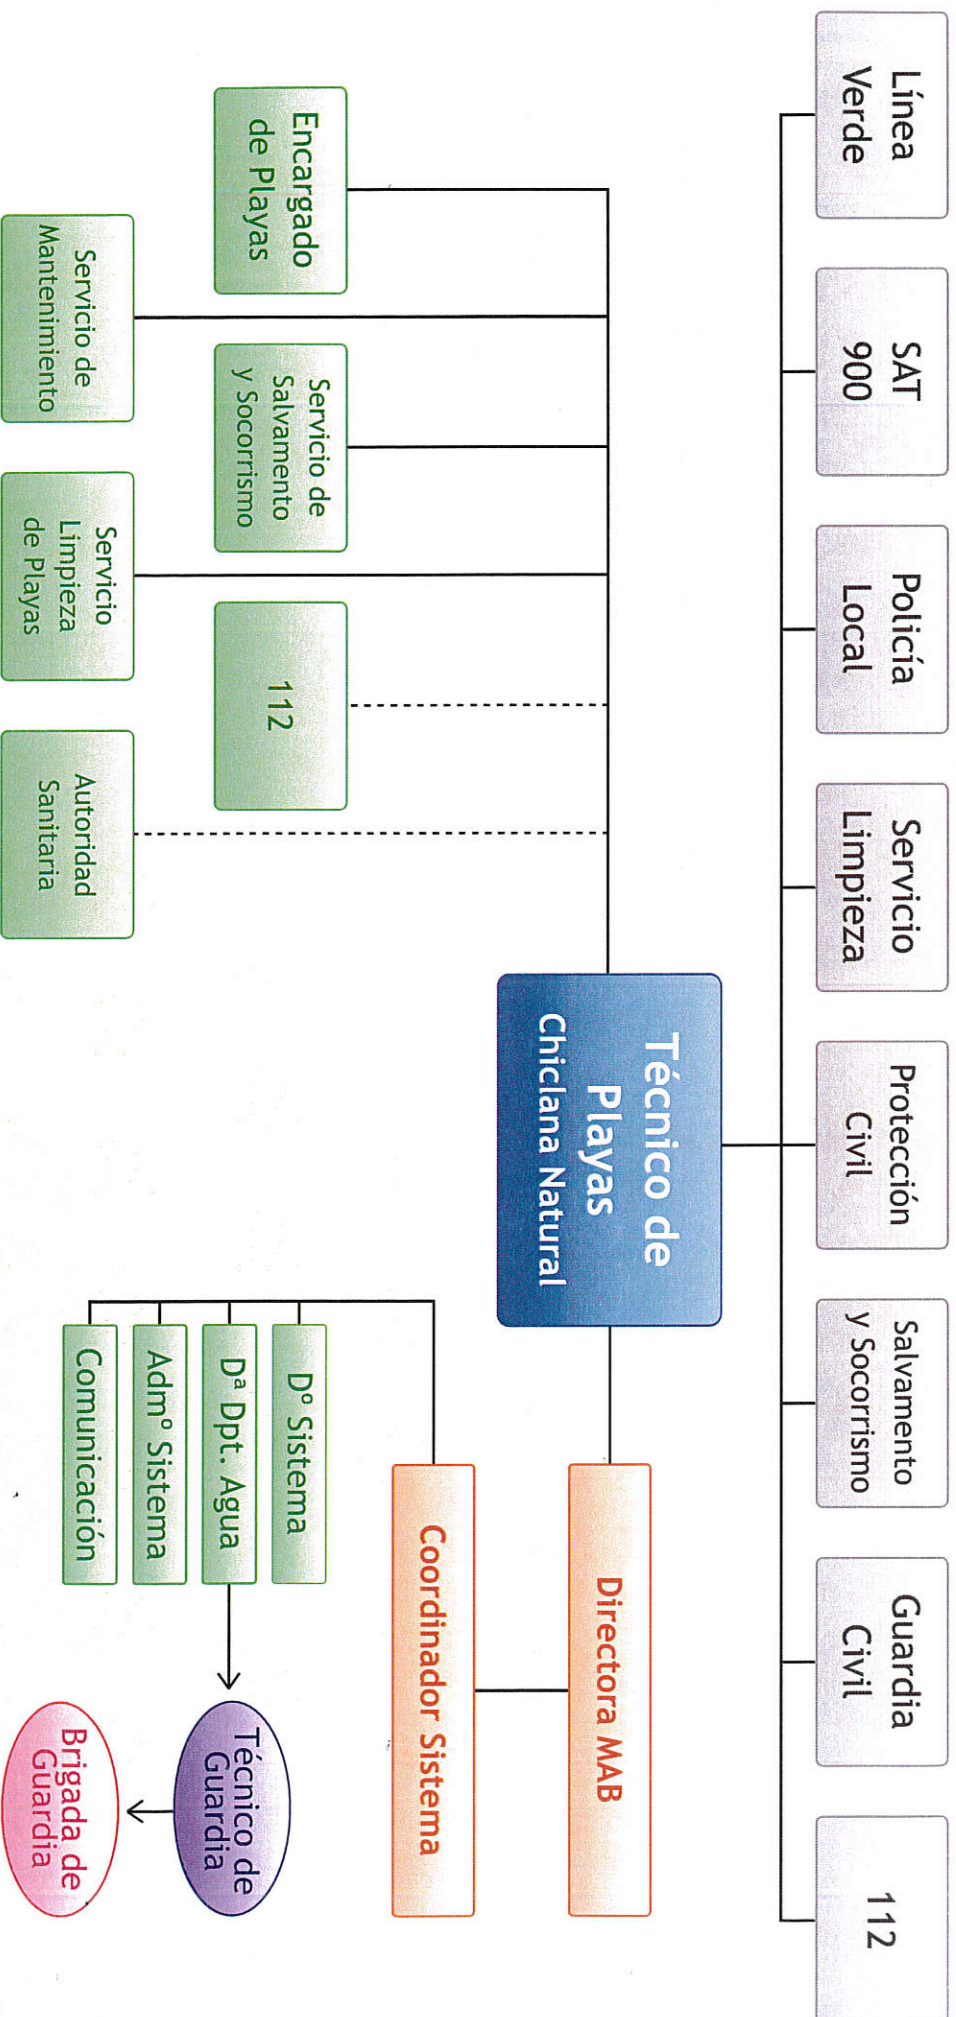 Línea
Verde
SAT
900
Policía
Local
Servicio
Limpieza
Protección
Civil
Salvamento
y Socorrismo
Guardia
Civil
112
Técnico de
Playas
Chiclana Natural
Directora MAB
Coordinador Sistema
Encargado
de Playas
Servicio de
Salvamento
y Socorrismo
112
Servicio de
Mantenimiento
Servicio
Limpieza
de Playas
Autoridad
Sanitaria
Dº Sistema
Dª Dpt. Agua
Admº Sistema
Comunicación
Técnico de
Guardia
Brigada de
Guardia